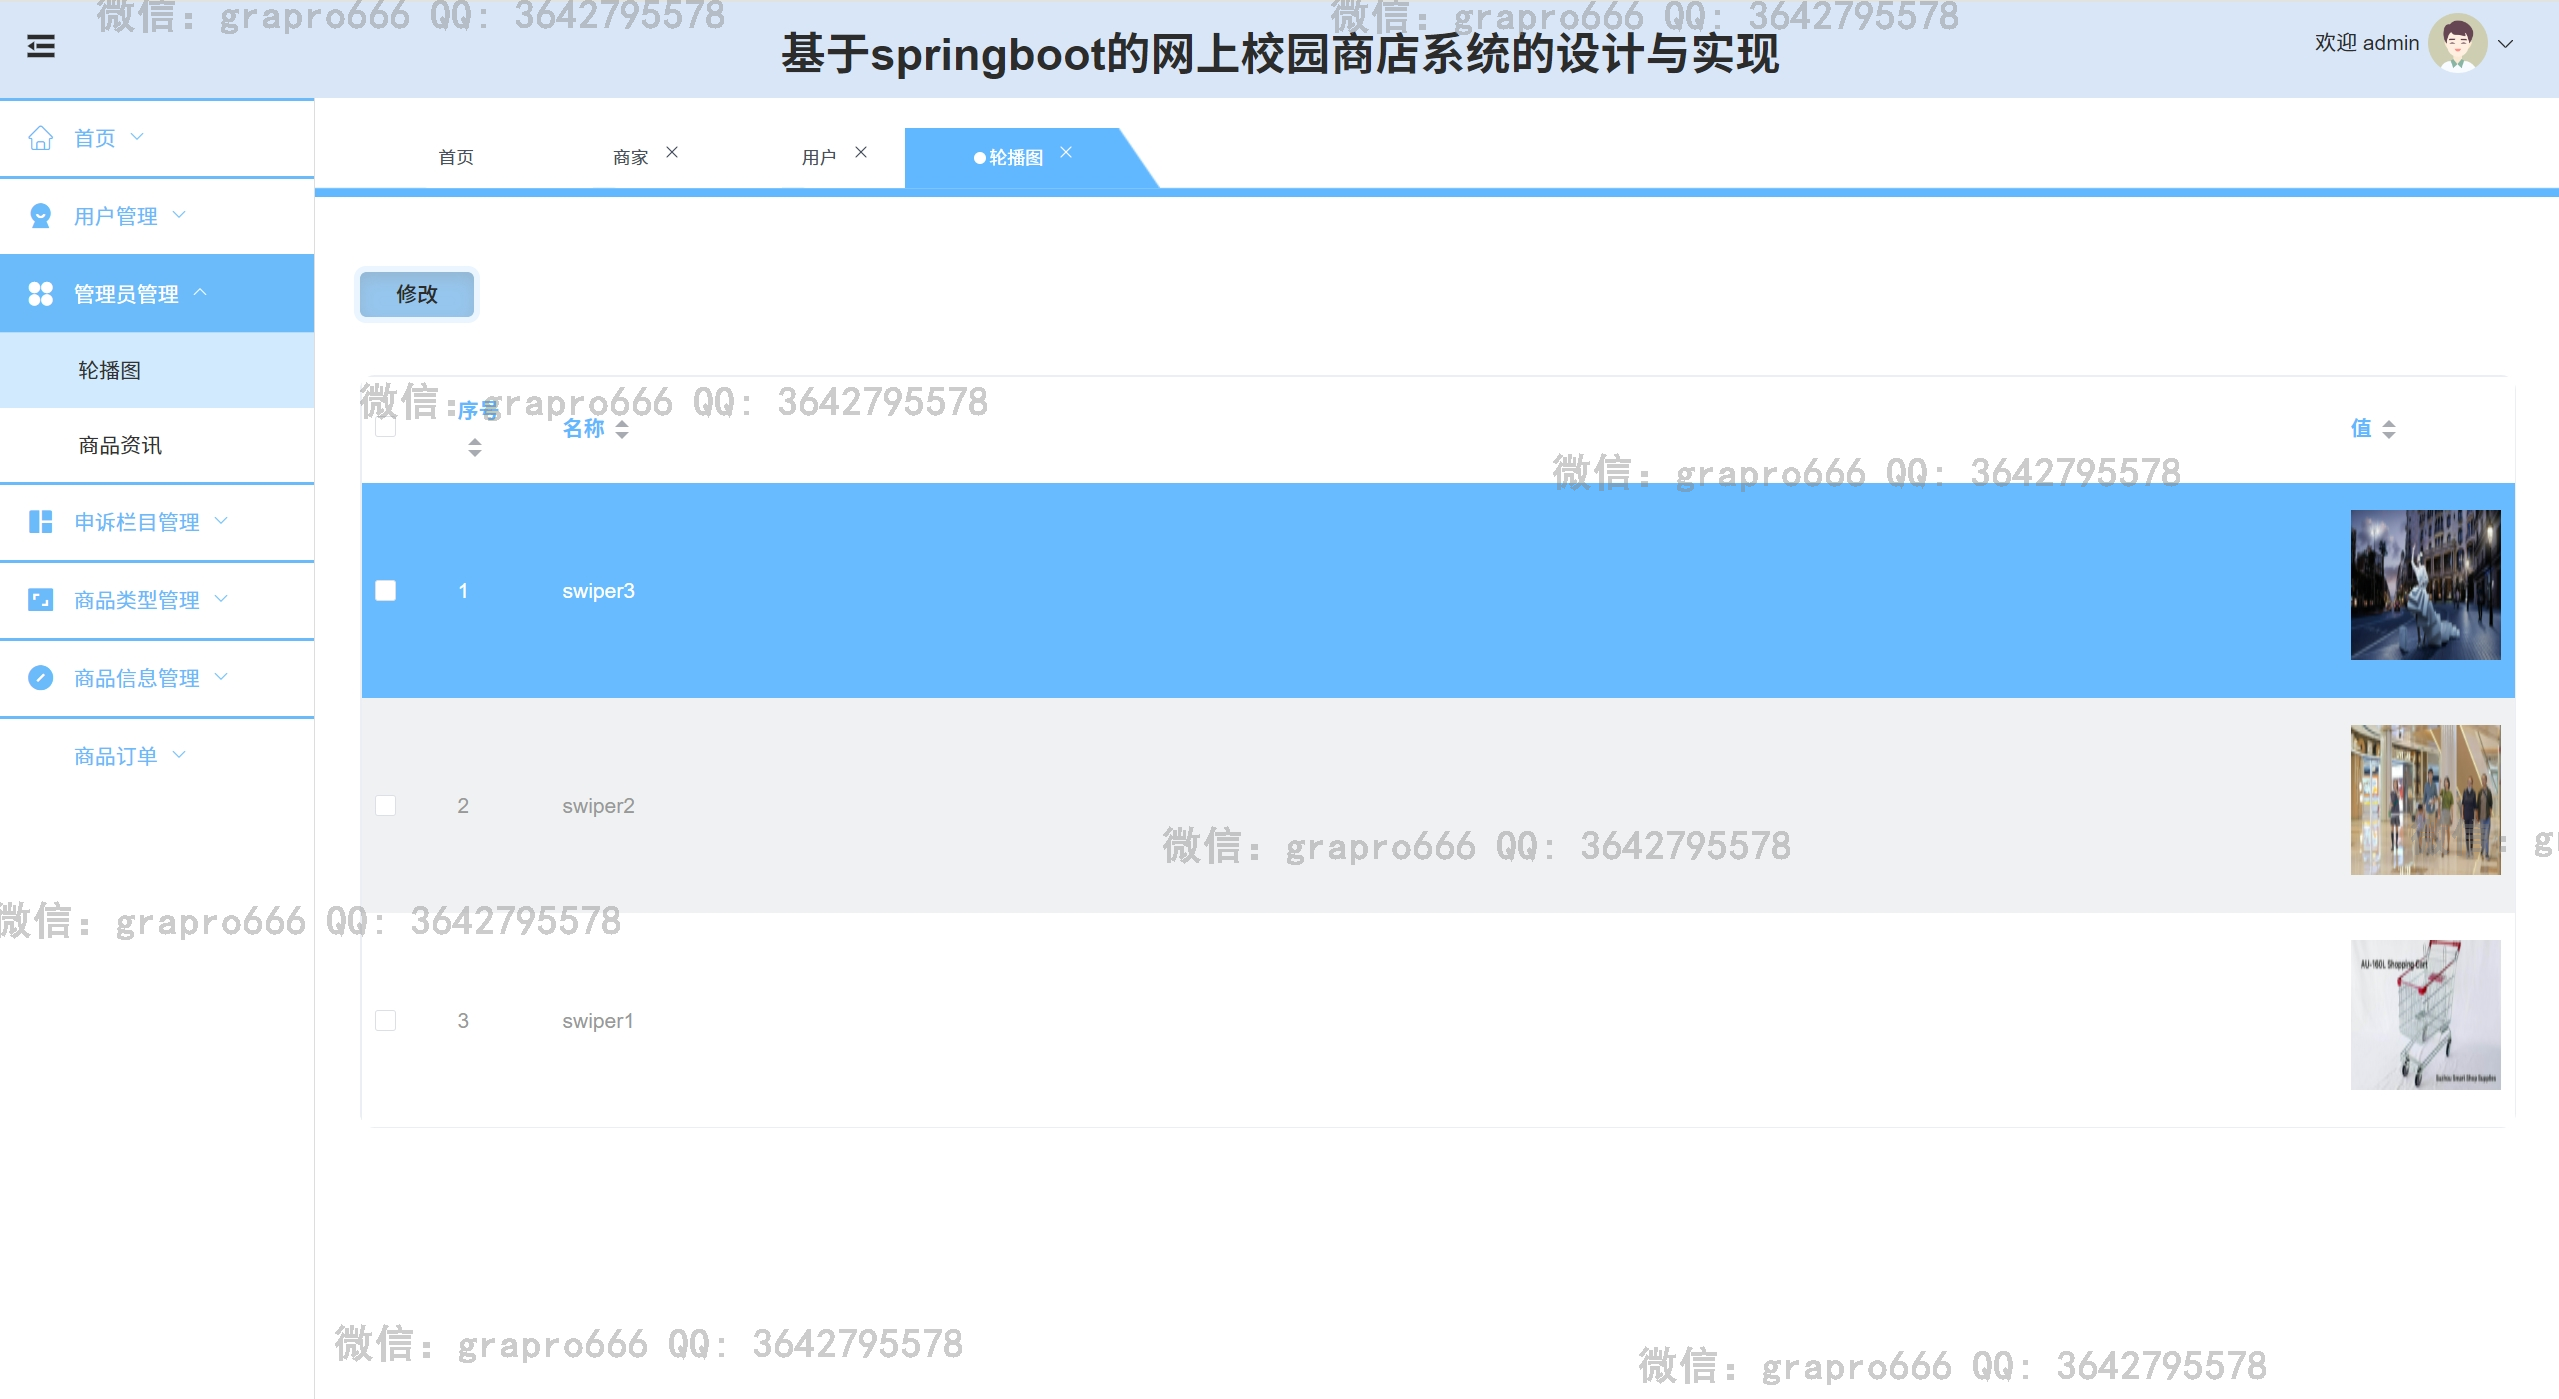 微信：grapro666 QQ：3642795578
微信：grapro666 QQ：3642795578
基于springboot的网上校园商店系统的设计与实现
欢迎 admin
首页
用户管理
管理员管理
轮播图
商品资讯
申诉栏目管理
商品类型管理
商品信息管理
商品订单
首页 商家 用户 轮播图
修改
微信：grapro666 QQ：3642795578
序号 名称 值
微信：grapro666 QQ：3642795578
1 swiper3
2 swiper2
微信：grapro666 QQ：3642795578
微信：grapro666 QQ：3642795578
AU-160L Shopping Cart
3 swiper1
微信：grapro666 QQ：3642795578
微信：grapro666 QQ：3642795578